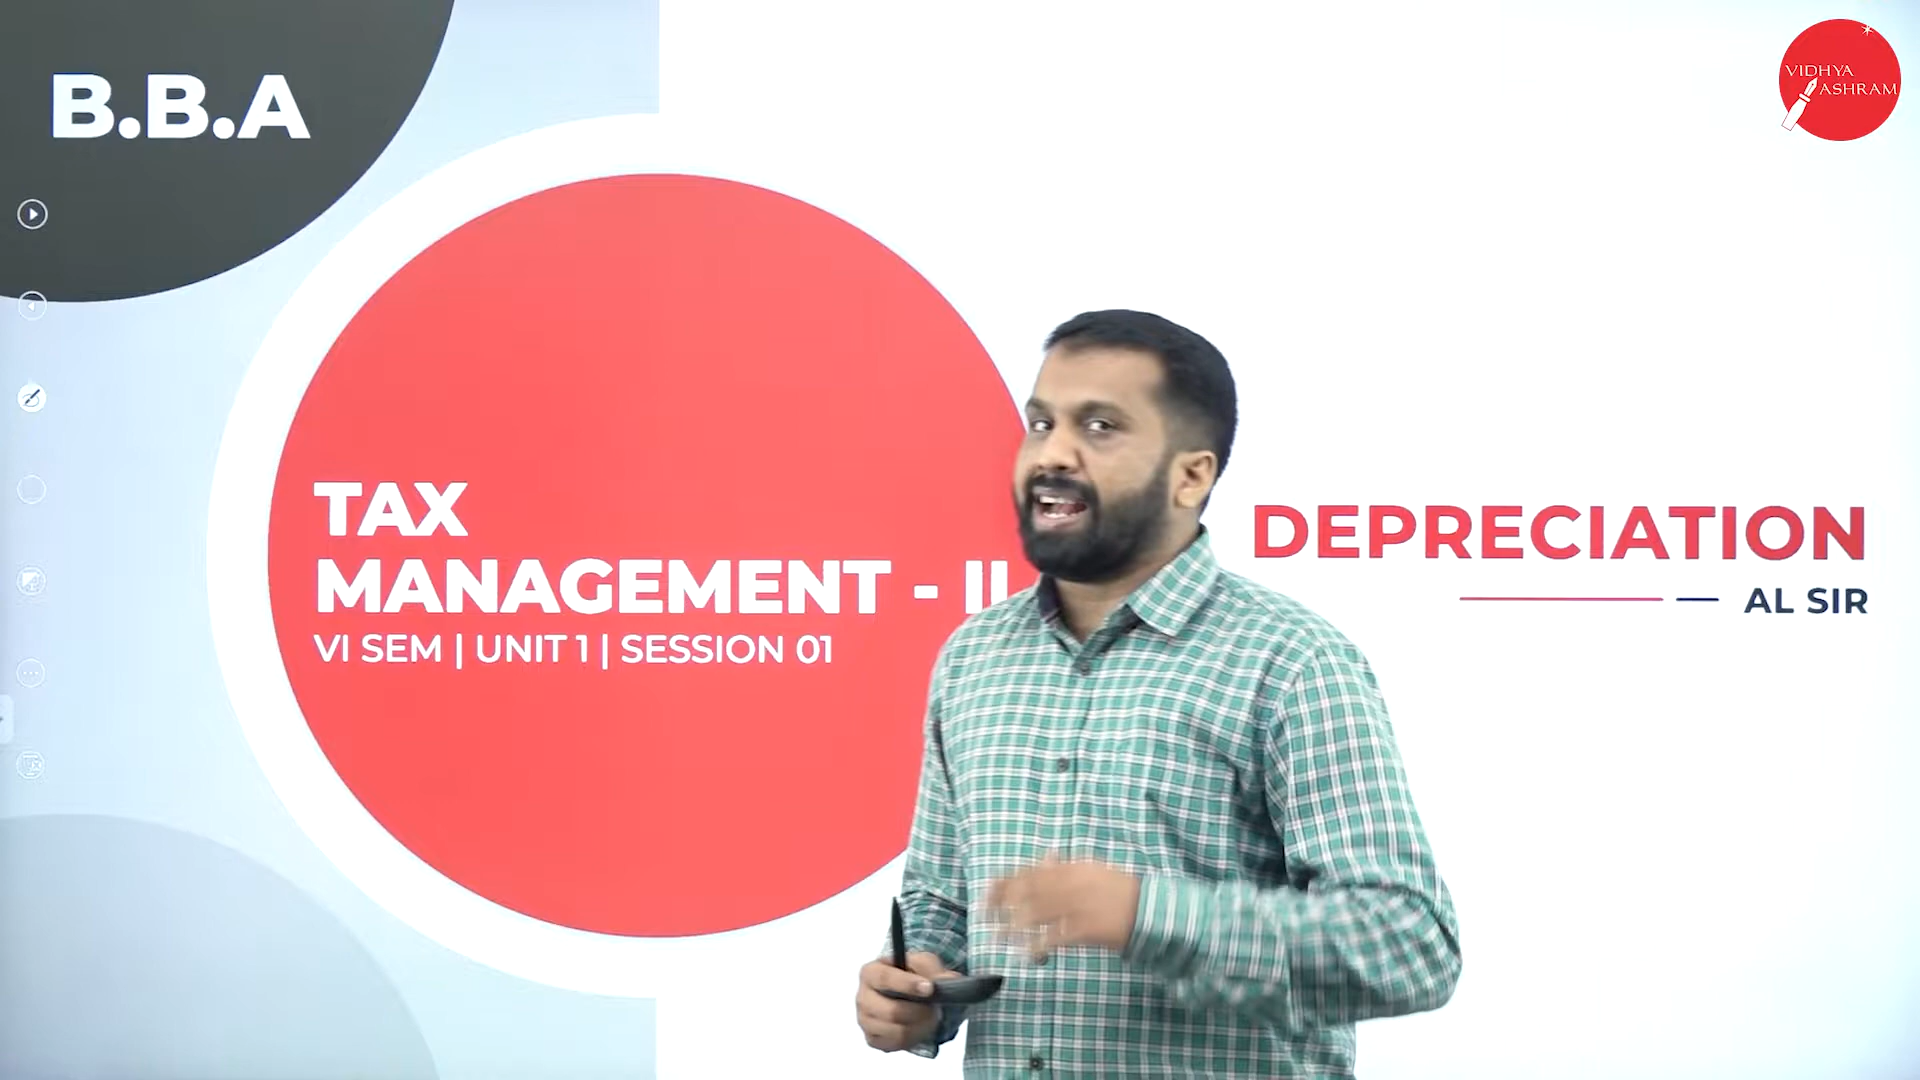 B.B.A
VIDHYA
ASHRAM
TAX
MANAGEMENT - II
VI SEM | UNIT 1 | SESSION 01
DEPRECIATION
AL SIR